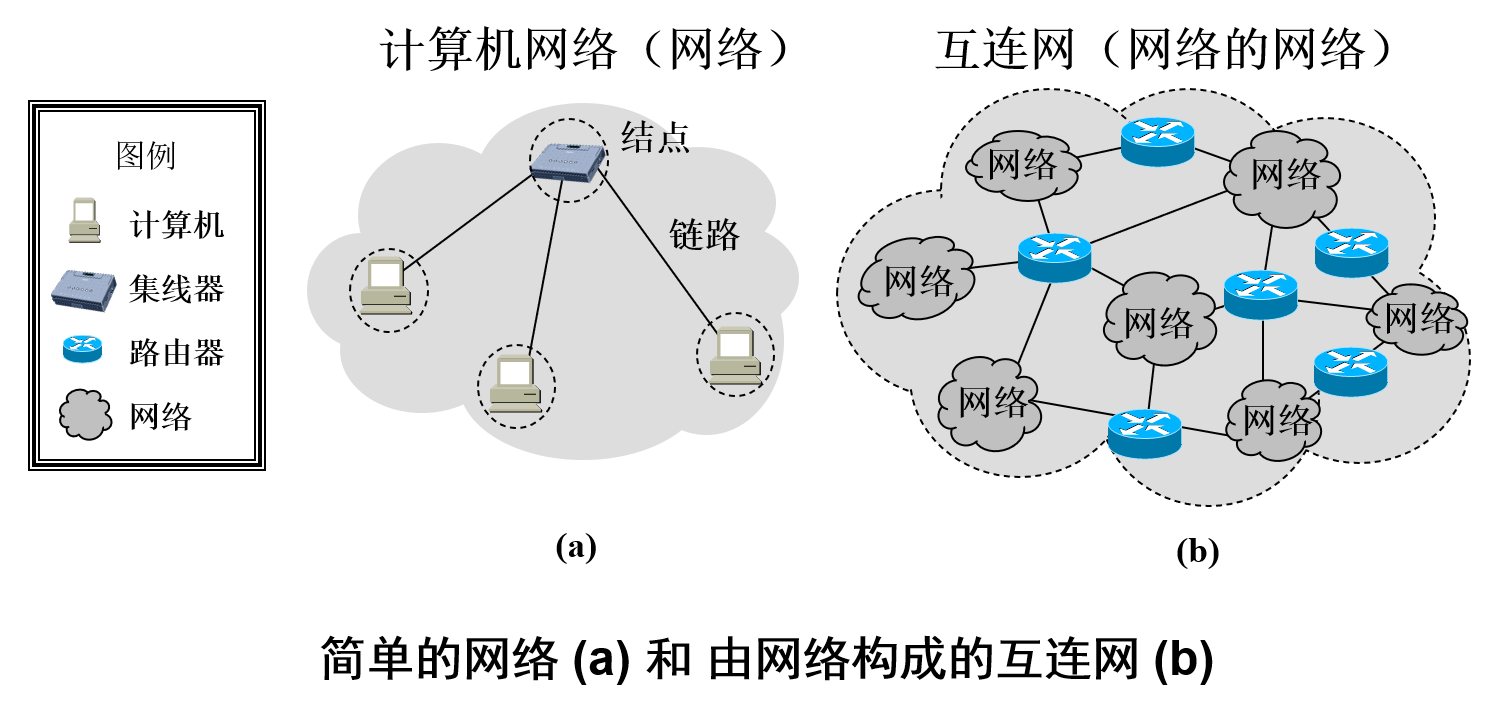 计算机网络（网络）
互连网（网络的网络）
图例
计算机
集线器
路由器
网络
结点
链路
网络
网络
网络
网络
网络
网络
网络
(a)
(b)
简单的网络 (a) 和 由网络构成的互连网 (b)